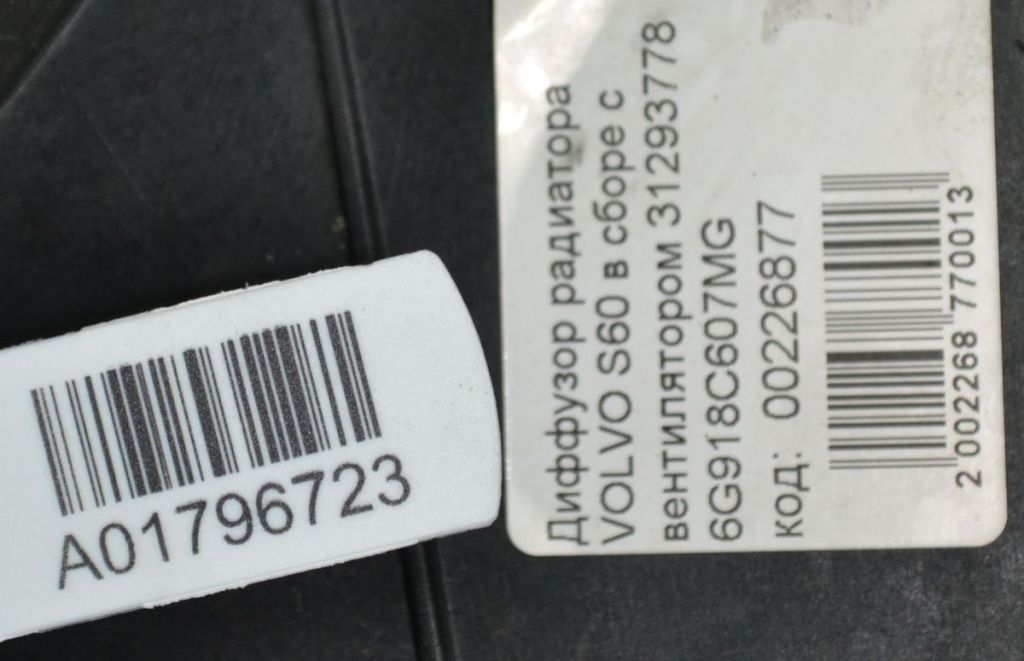 A01796723
Диффузор радиатора
VOLVO S60 в сборе с
вентилятором 31293778
6G918C607MG
код: 00226877
2 002268 770013